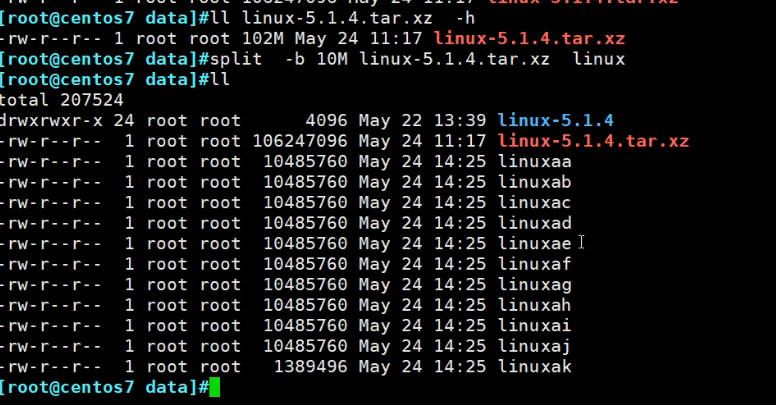 [root@centos7 data]#ll linux-5.1.4.tar.xz  -h
-rw-r--r-- 1 root root 102M May 24 11:17 linux-5.1.4.tar.xz
[root@centos7 data]#split  -b 10M linux-5.1.4.tar.xz  linux
[root@centos7 data]#ll
total 207524
drwxrwxr-x 24 root root      4096 May 22 13:39 linux-5.1.4
-rw-r--r--  1 root root 106247096 May 24 11:17 linux-5.1.4.tar.xz
-rw-r--r--  1 root root  10485760 May 24 14:25 linuxaa
-rw-r--r--  1 root root  10485760 May 24 14:25 linuxab
-rw-r--r--  1 root root  10485760 May 24 14:25 linuxac
-rw-r--r--  1 root root  10485760 May 24 14:25 linuxad
-rw-r--r--  1 root root  10485760 May 24 14:25 linuxae
-rw-r--r--  1 root root  10485760 May 24 14:25 linuxaf
-rw-r--r--  1 root root  10485760 May 24 14:25 linuxag
-rw-r--r--  1 root root  10485760 May 24 14:25 linuxah
-rw-r--r--  1 root root  10485760 May 24 14:25 linuxai
-rw-r--r--  1 root root  10485760 May 24 14:25 linuxaj
-rw-r--r--  1 root root   1389496 May 24 14:25 linuxak
[root@centos7 data]#